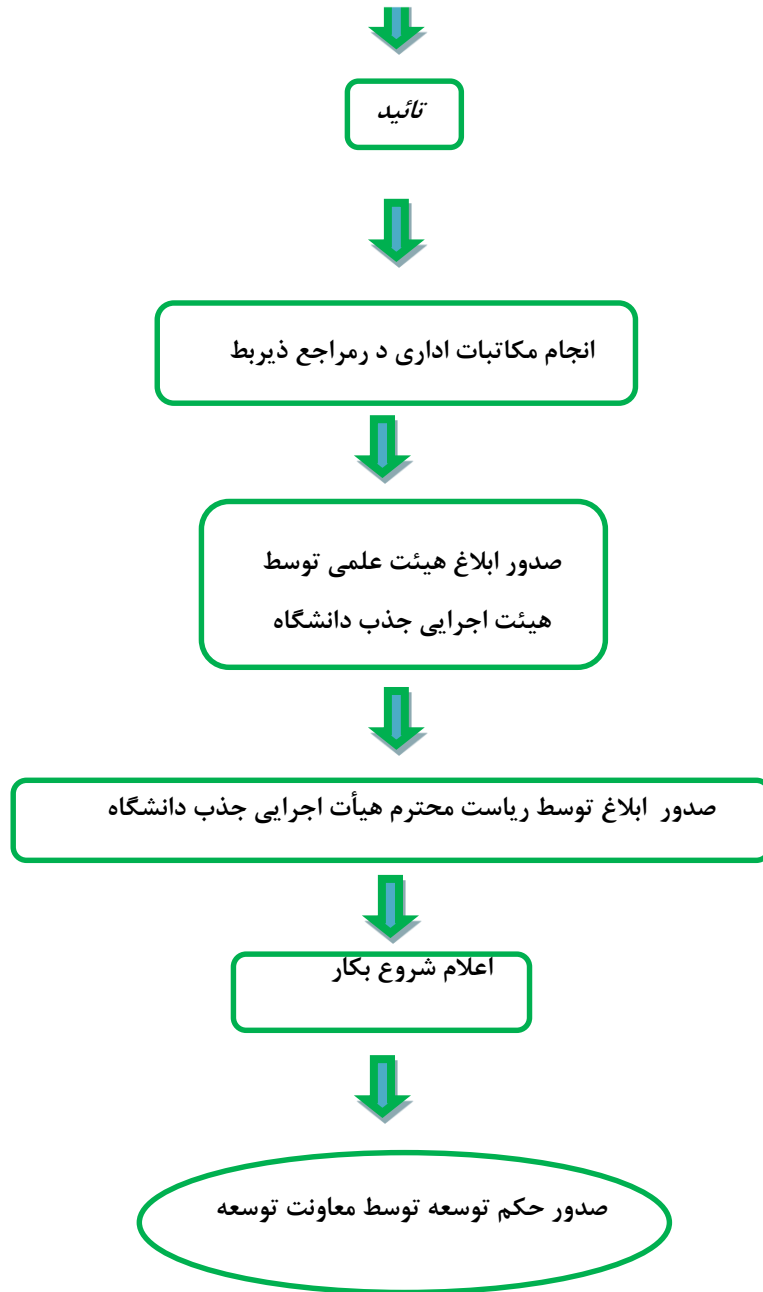 تائید
انجام مکاتبات اداری د رمراجع ذیربط
صدور ابلاغ هیئت علمی توسط
هیئت اجرایی جذب دانشگاه
صدور ابلاغ توسط ریاست محترم هیأت اجرایی جذب دانشگاه
اعلام شروع بکار
صدور حکم توسعه توسط معاونت توسعه